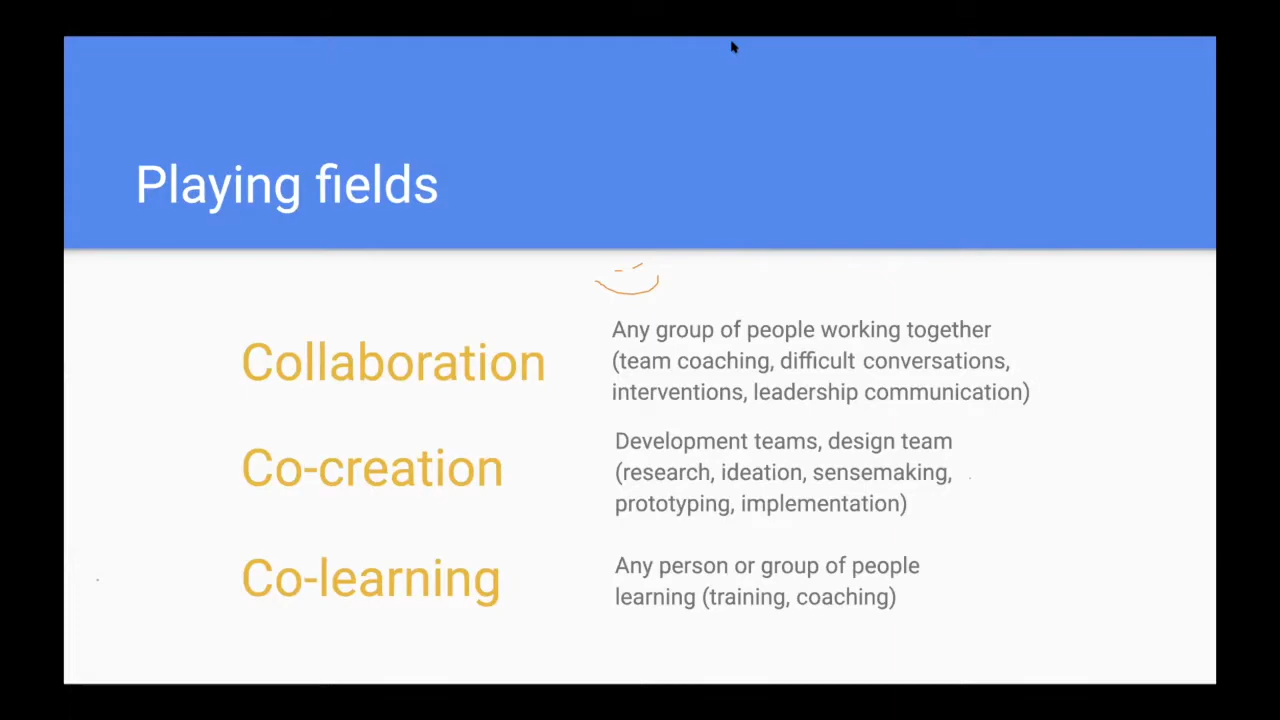 Playing fields
Collaboration
Any group of people working together
(team coaching, difficult conversations,
interventions, leadership communication)
Co-creation
Development teams, design team
(research, ideation, sensemaking,
prototyping, implementation)
Co-learning
Any person or group of people
learning (training, coaching)